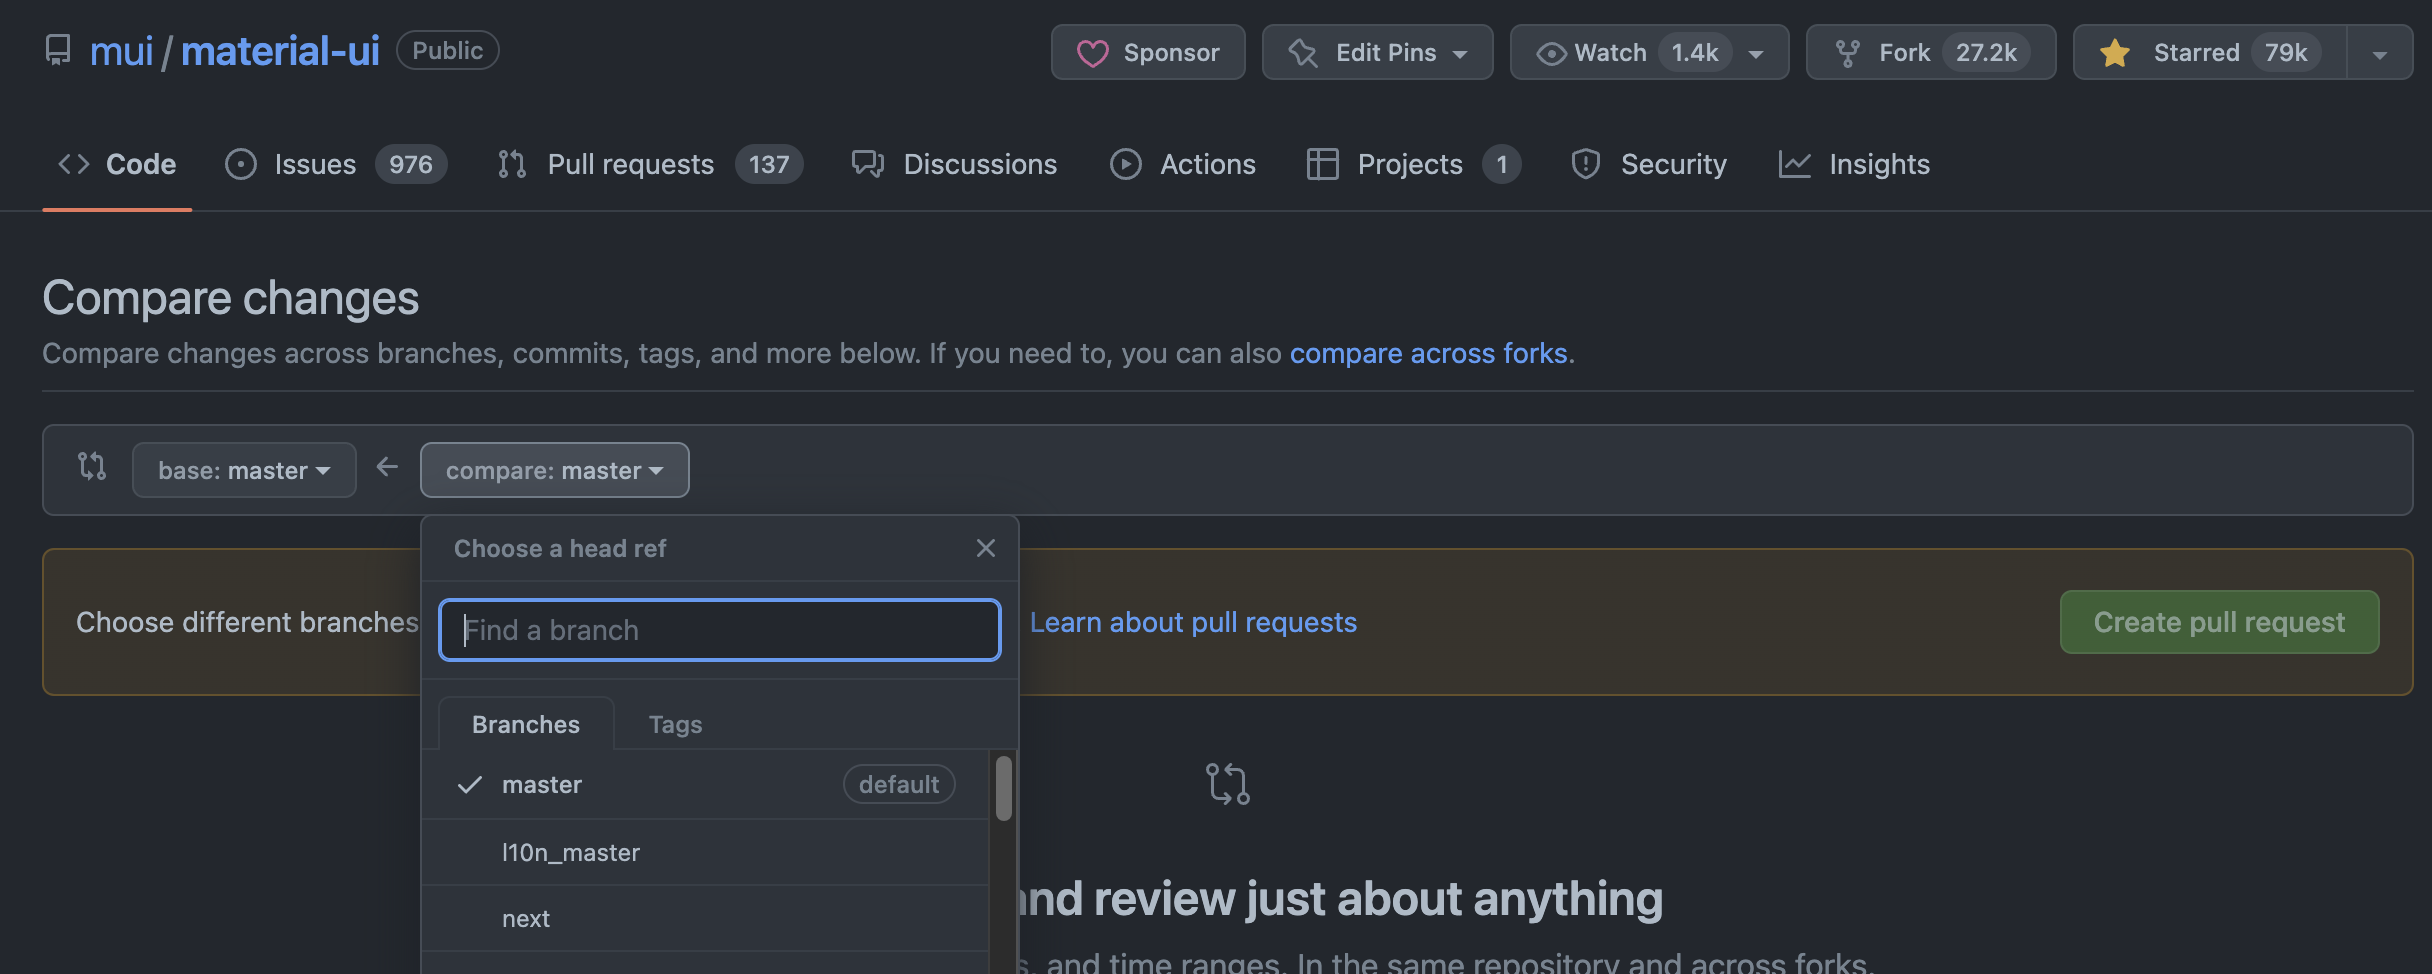 mui / material-ui Public Sponsor Edit Pins Watch 1.4k Fork 27.2k Starred 79k
Code Issues 976 Pull requests 137 Discussions Actions Projects 1 Security Insights
Compare changes
Compare changes across branches, commits, tags, and more below. If you need to, you can also compare across forks.
base: master compare: master
Choose a head ref
Choose different branches Learn about pull requests Create pull request
Find a branch
Branches Tags
master default
l10n_master
review just about anything
next
and time ranges. In the same repository and across forks.